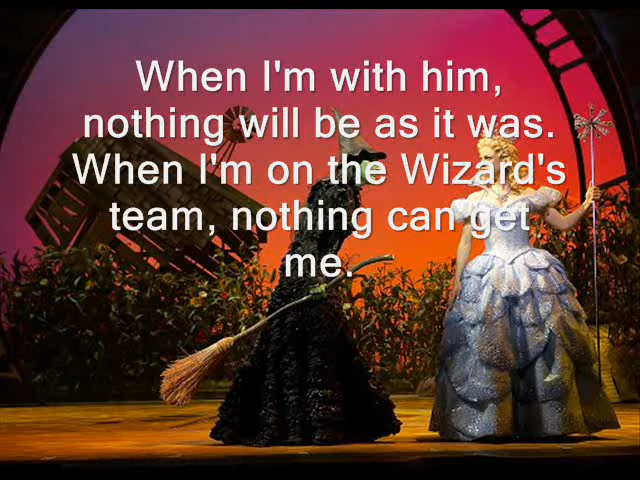 When I'm with him,
nothing will be as it was.
When I'm on the Wizard's
team, nothing can get
me.